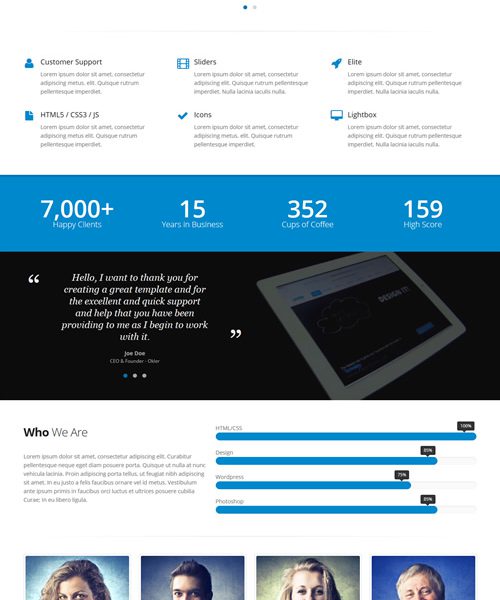 Customer Support
Lorem ipsum dolor sit amet, consectetur
adipiscing metus. elit. Quisque rutrum
pellentesque imperdiet.
Sliders
Lorem ipsum dolor sit amet, consectetur
adipiscing elit. Quisque rutrum
pellentesque imperdiet. Nulla lacinia iaculis nulla.
Elite
Lorem ipsum dolor sit amet, consectetur
adipiscing elit. Quisque rutrum
pellentesque imperdiet. Nulla lacinia iaculis nulla.
HTML5 / CSS3 / JS
Lorem ipsum dolor sit amet, consectetur
adipiscing metus. elit. Quisque rutrum
pellentesque imperdiet.
Icons
Lorem ipsum dolor sit amet, consectetur
adipiscing elit. Quisque rutrum
pellentesque imperdiet. Nulla lacinia iaculis nulla.
Lightbox
Lorem ipsum dolor sit amet, consectetur
adipiscing elit. Quisque rutrum
pellentesque imperdiet.
7,000+
Happy Clients
15
Years in Business
352
Cups of Coffee
159
High Score
“ Hello, I want to thank you for
creating a great template and for
the excellent and quick support
and help that you have been
providing to me as I begin to work
with it. ”
Joe Doe
CEO & Founder - Okler
DESIGN IT!
Who We Are
Lorem ipsum dolor sit amet, consectetur adipiscing elit. Curabitur
pellentesque neque eget diam posuere porta. Quisque ut nulla at nunc
vehicula lacinia. Proin adipiscing porta tellus, ut feugiat nibh adipiscing
sit amet. In eu justo a felis faucibus ornare vel id metus. Vestibulum
ante ipsum primis in faucibus orci luctus et ultrices posuere cubilia
Curae; In eu libero ligula.
HTML/CSS
100%
Design
85%
Wordpress
75%
Photoshop
85%